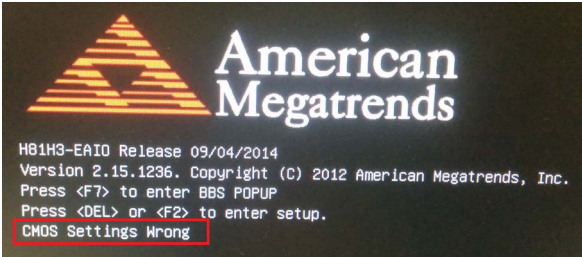 American
Megatrends
H81H3-EAIO Release 09/04/2014
Version 2.15.1236. Copyright (C) 2012 American Megatrends, Inc.
Press <F7> to enter BBS POPUP
Press <DEL> or <F2> to enter setup.
CMOS Settings Wrong